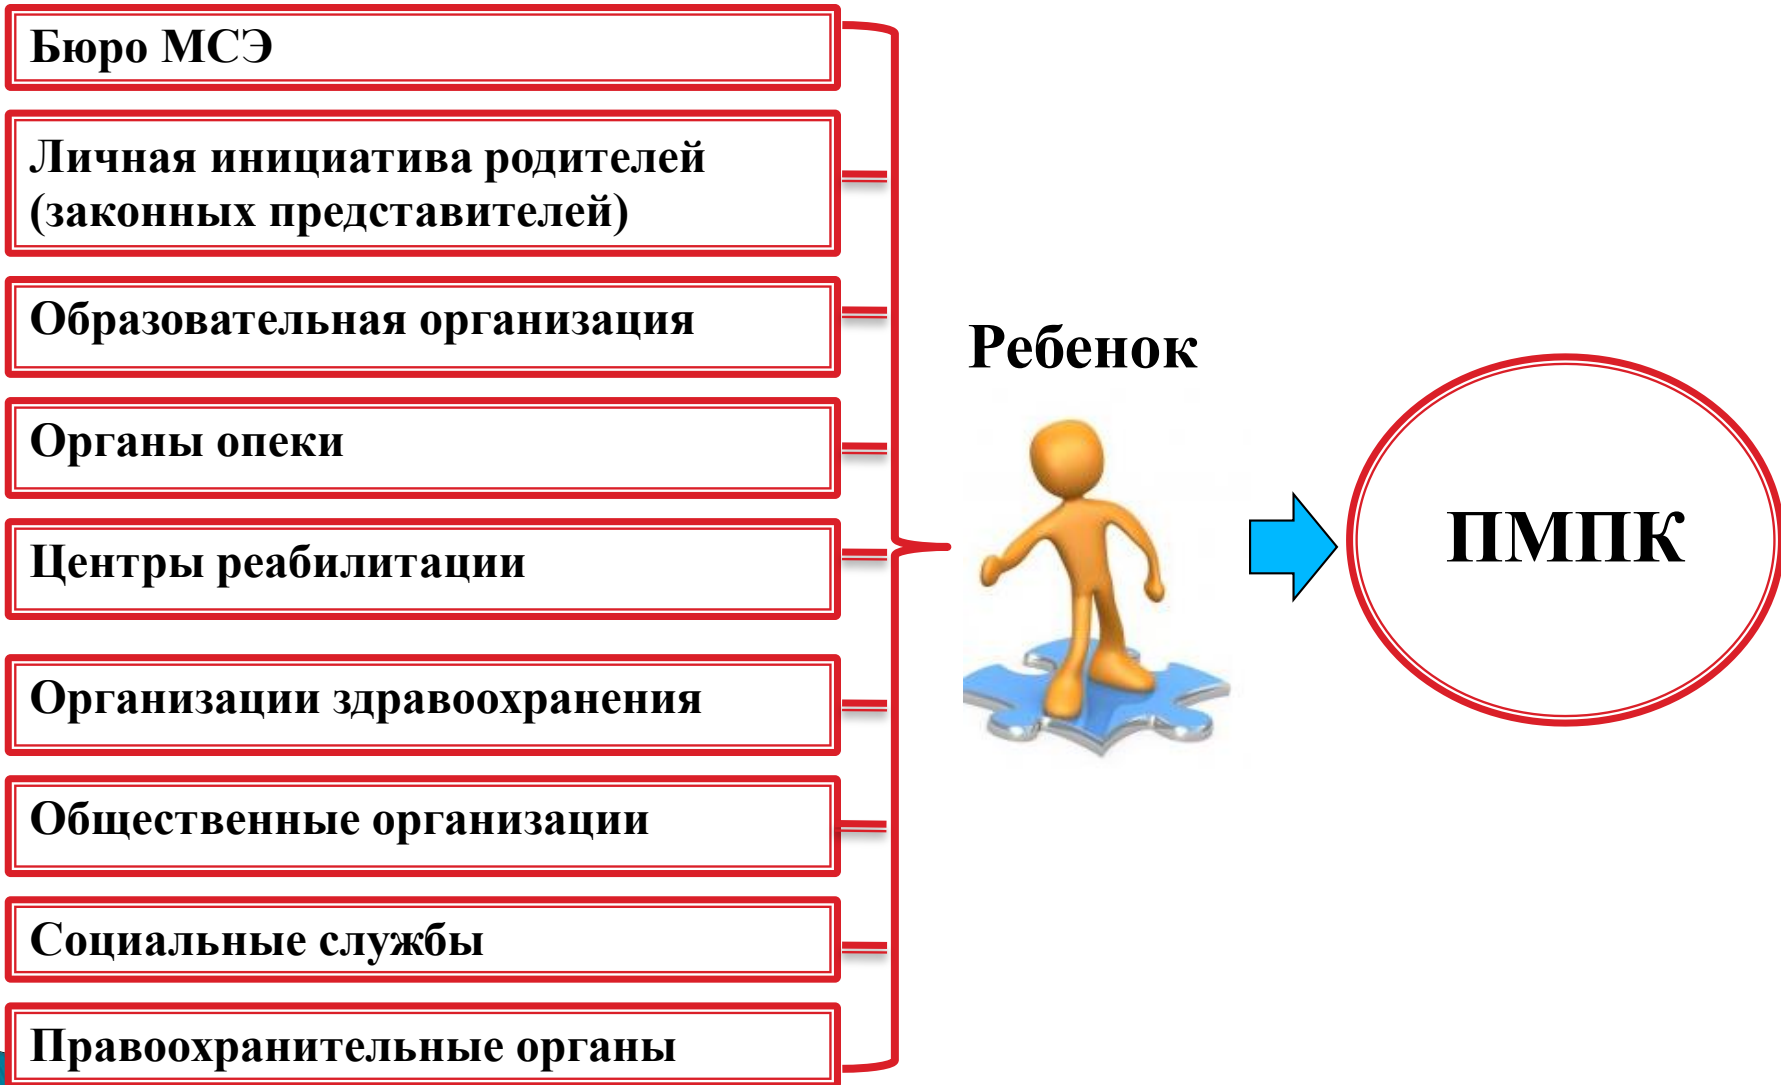 Бюро МСЭ
Личная инициатива родителей
(законных представителей)
Образовательная организация
Органы опеки
Центры реабилитации
Организации здравоохранения
Общественные организации
Социальные службы
Правоохранительные органы
Ребенок
ПМПК